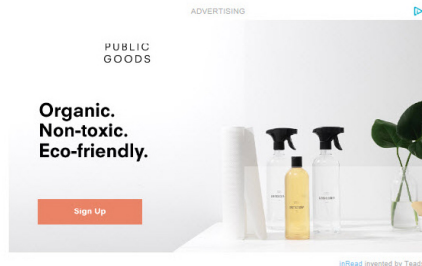 ADVERTISING
PUBLIC
GOODS
Organic.
Non-toxic.
Eco-friendly.
Sign Up
inRead invented by Teads